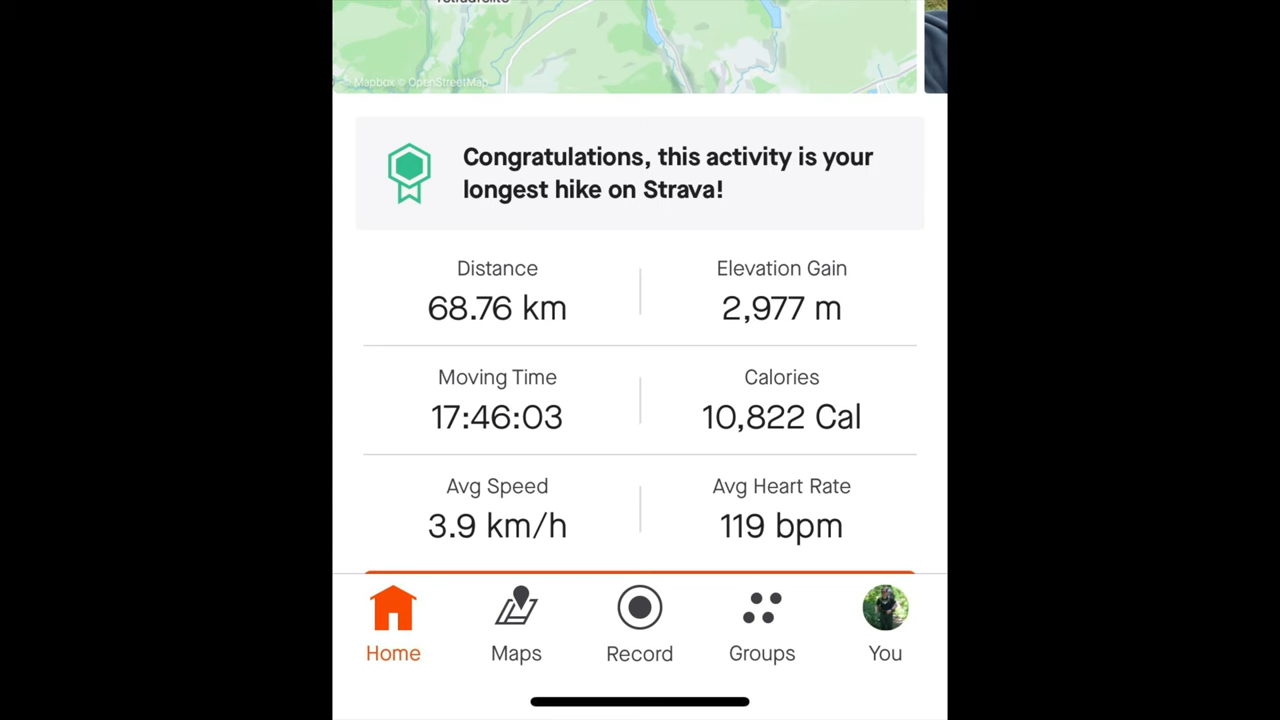 © Mapbox © OpenStreetMap
Congratulations, this activity is your
longest hike on Strava!
Distance
68.76 km
Elevation Gain
2,977 m
Moving Time
17:46:03
Calories
10,822 Cal
Avg Speed
3.9 km/h
Avg Heart Rate
119 bpm
Home
Maps
Record
Groups
You